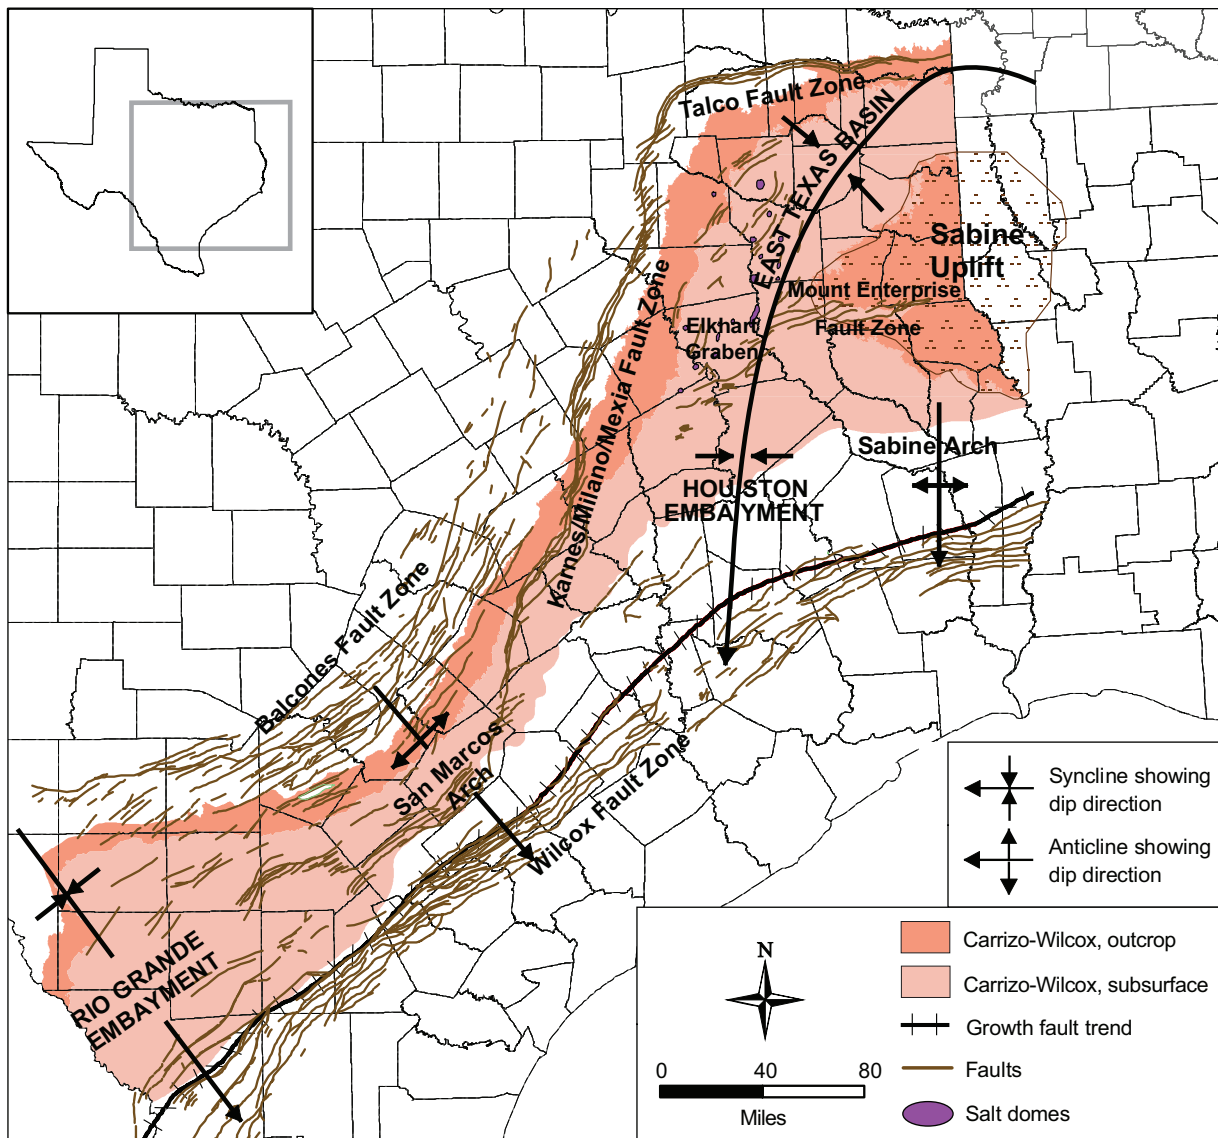 Talco Fault Zone
EAST TEXAS BASIN
Sabine
Uplift
Mount Enterprise
Fault Zone
Elkhart
Graben
Karnes/Milano/Mexia Fault Zone
Sabine Arch
HOUSTON
EMBAYMENT
Balcones Fault Zone
San Marcos
Arch
Wilcox Fault Zone
RIO GRANDE
EMBAYMENT
Syncline showing
dip direction
Anticline showing
dip direction
N
0 40 80
Miles
Carrizo-Wilcox, outcrop
Carrizo-Wilcox, subsurface
Growth fault trend
Faults
Salt domes